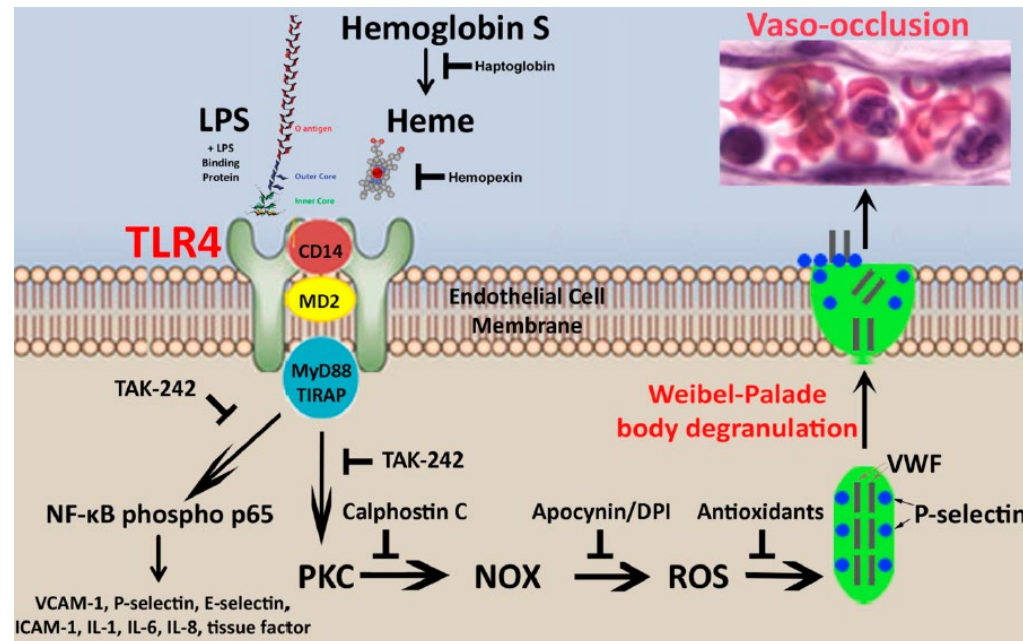 Hemoglobin S
Haptoglobin
Heme
Hemopexin
LPS
+ LPS
Binding
Protein
O antigen
Outer Core
Inner Core
TLR4
CD14
MD2
MyD88
TIRAP
Endothelial Cell
Membrane
TAK-242
TAK-242
NF-κB phospho p65
VCAM-1, P-selectin, E-selectin,
ICAM-1, IL-1, IL-6, IL-8, tissue factor
Calphostin C
PKC
NOX
Apocynin/DPI
ROS
Antioxidants
VWF
P-selectin
Weibel-Palade
body degranulation
Vaso-occlusion